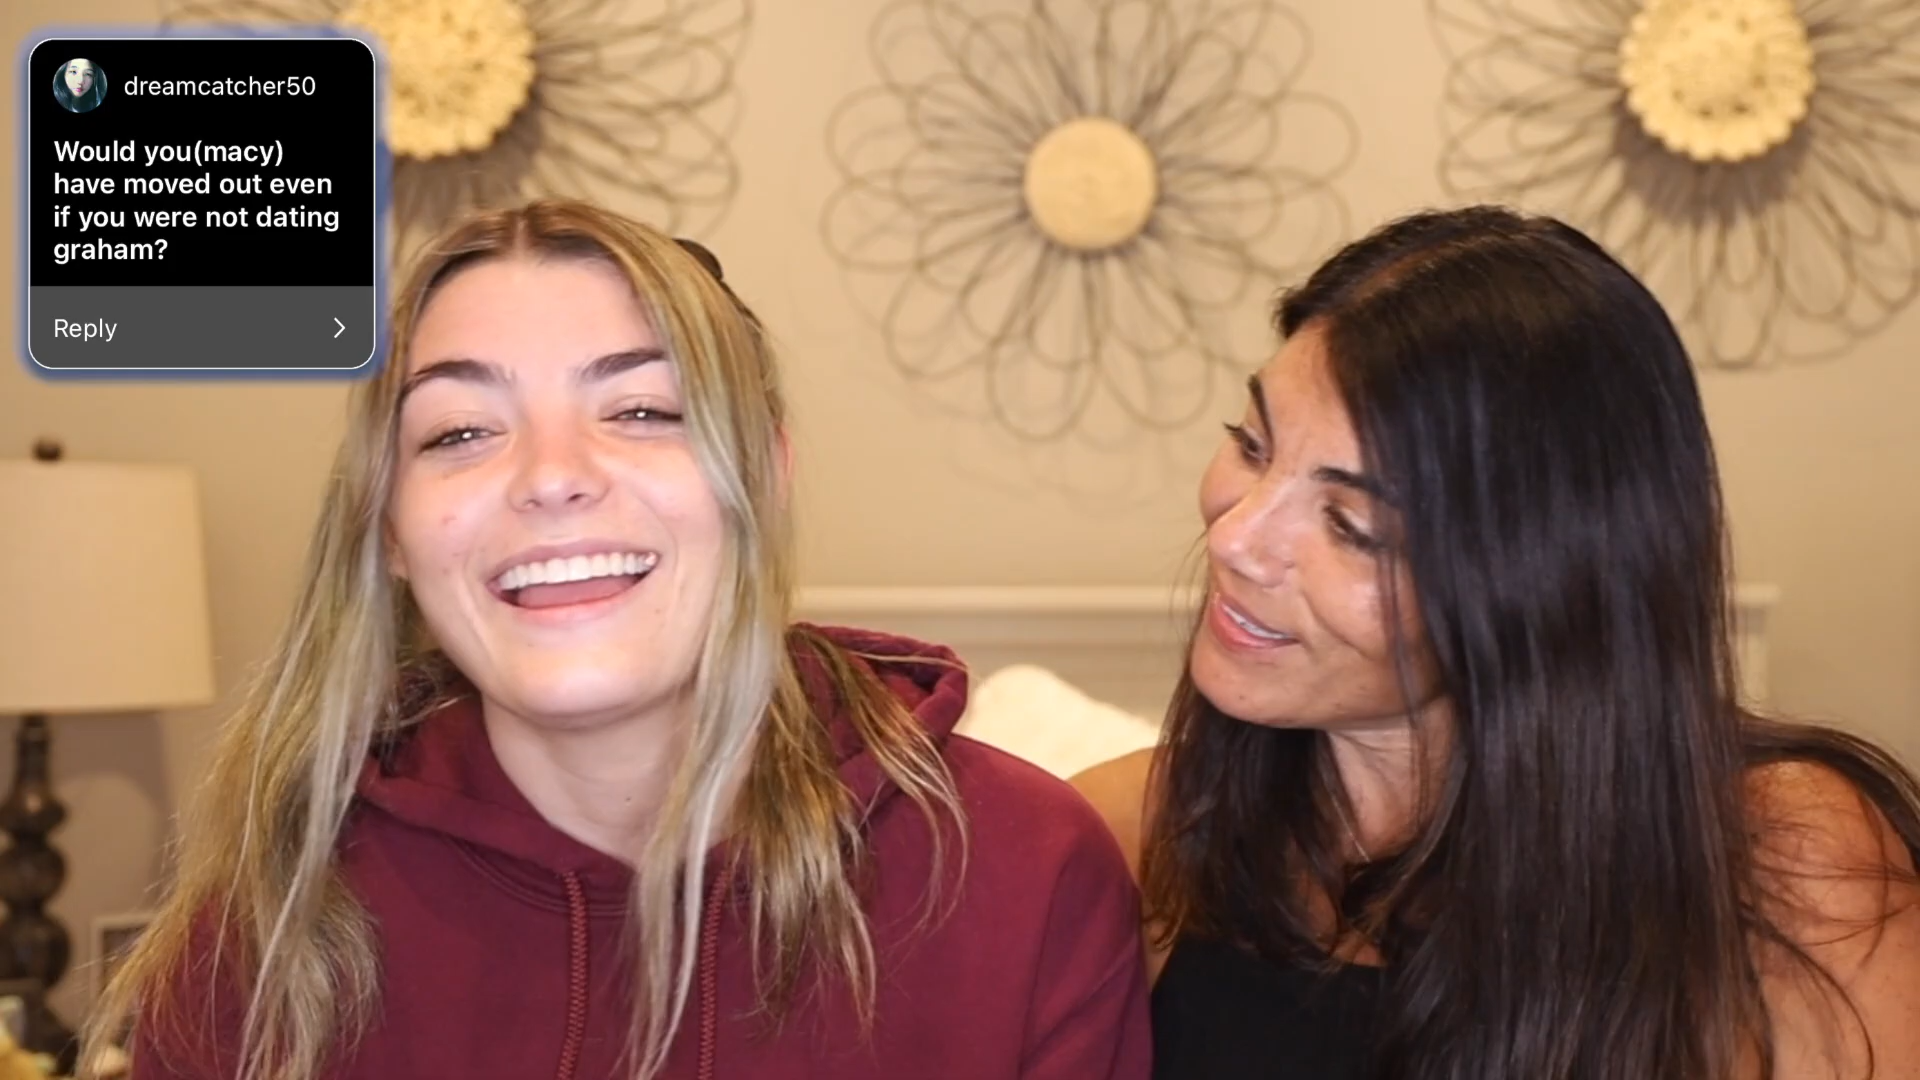 dreamcatcher50
Would you(macy)
have moved out even
if you were not dating
graham?
Reply